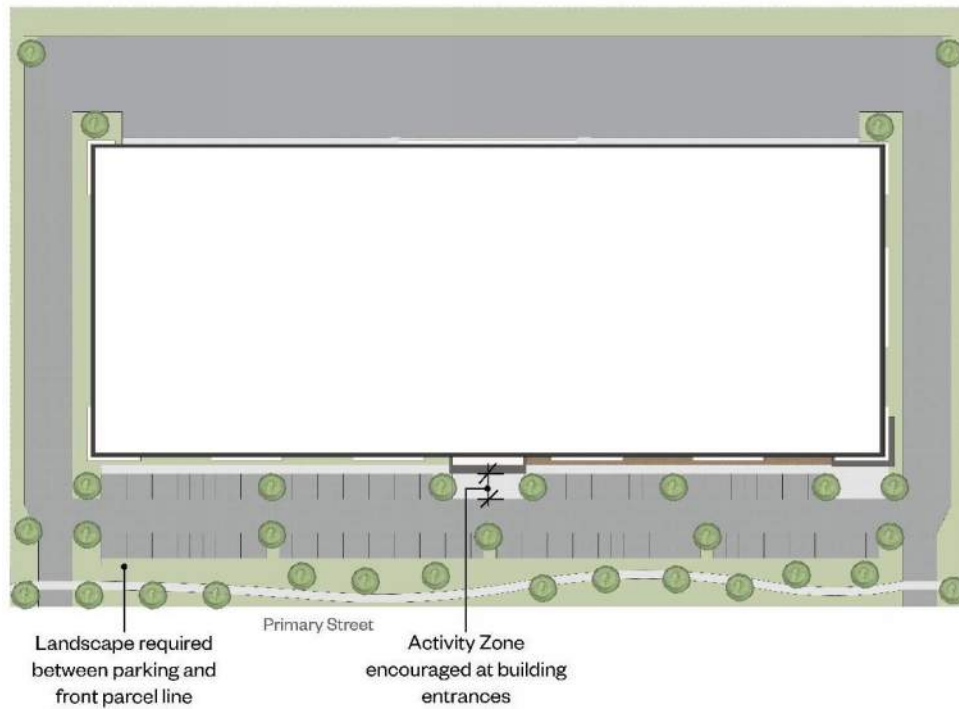 Primary Street
Landscape required
between parking and
front parcel line
Activity Zone
encouraged at building
entrances